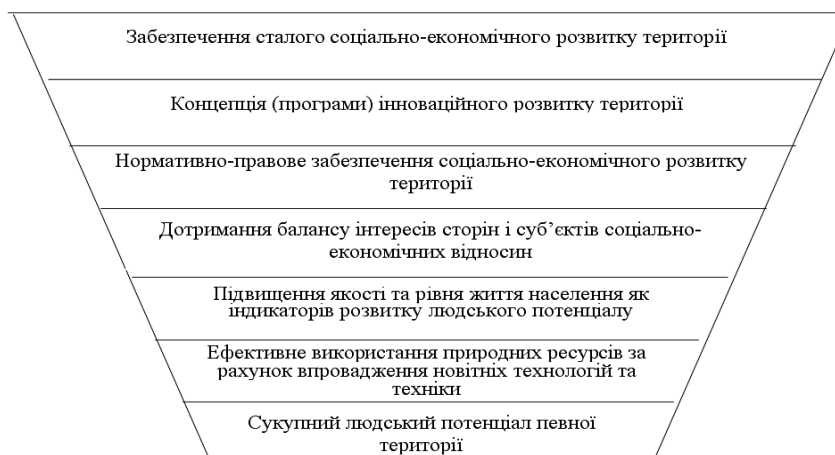 Забезпечення сталого соціально-економічного розвитку території
Концепція (програми) інноваційного розвитку території
Нормативно-правове забезпечення соціально-економічного розвитку
території
Дотримання балансу інтересів сторін і суб’єктів соціально-
економічних відносин
Підвищення якості та рівня життя населення як
індикаторів розвитку людського потенціалу
Ефективне використання природних ресурсів за
рахунок впровадження новітніх технологій та
техніки
Сукупний людський потенціал певної
території